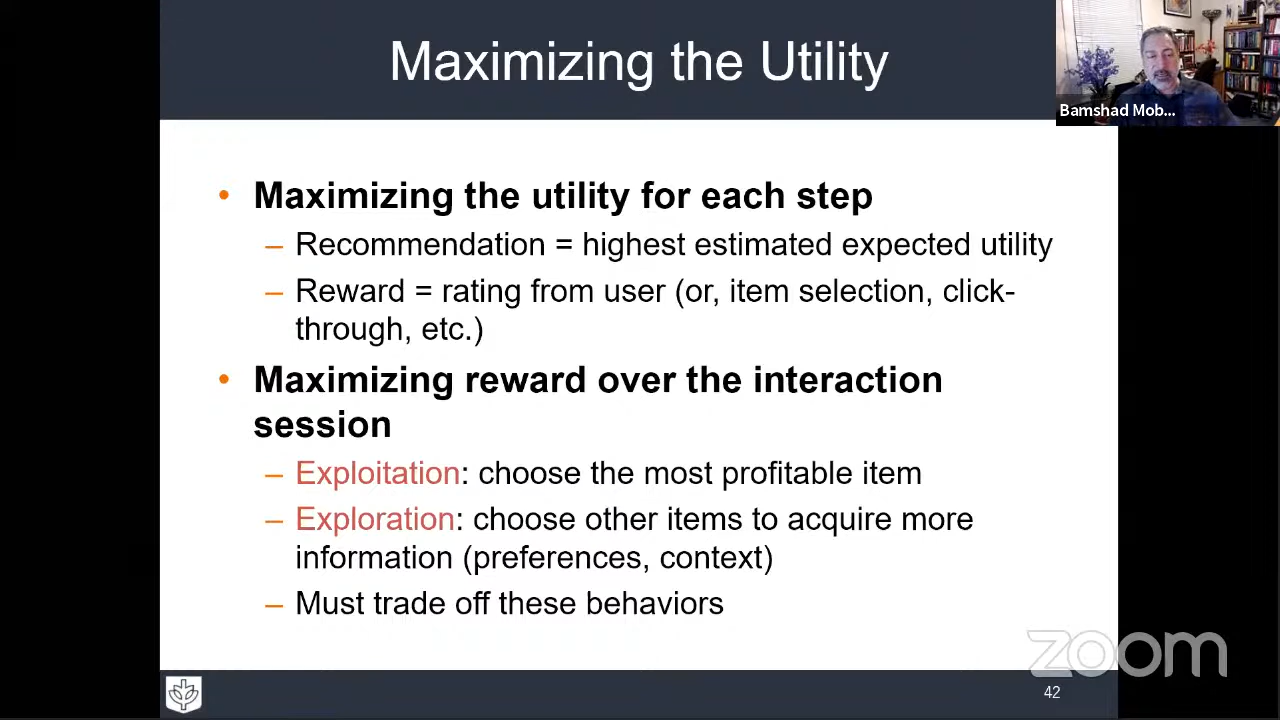 Maximizing the Utility
Bamshad Mob...
• Maximizing the utility for each step
– Recommendation = highest estimated expected utility
– Reward = rating from user (or, item selection, click-
through, etc.)
• Maximizing reward over the interaction
session
– Exploitation: choose the most profitable item
– Exploration: choose other items to acquire more
information (preferences, context)
– Must trade off these behaviors
zoom
42